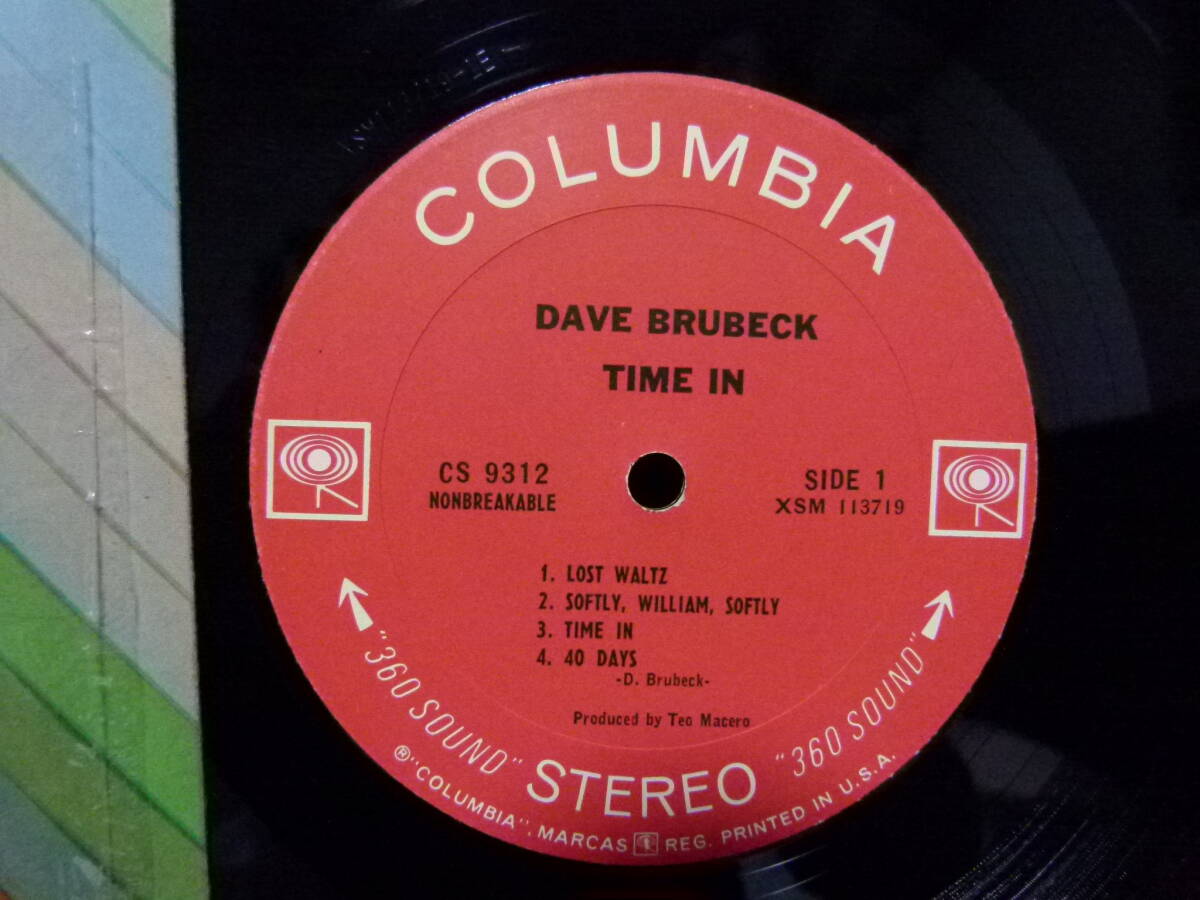 COLUMBIA
DAVE BRUBECK
TIME IN
CS 9312
NONBREAKABLE
SIDE 1
XSM 113719
1. LOST WALTZ
2. SOFTLY, WILLIAM, SOFTLY
3. TIME IN
4. 40 DAYS
-D. Brubeck-
Produced by Teo Macero
"360 SOUND" STEREO "360 SOUND"
® "COLUMBIA", MARCAS REG. PRINTED IN U.S.A.